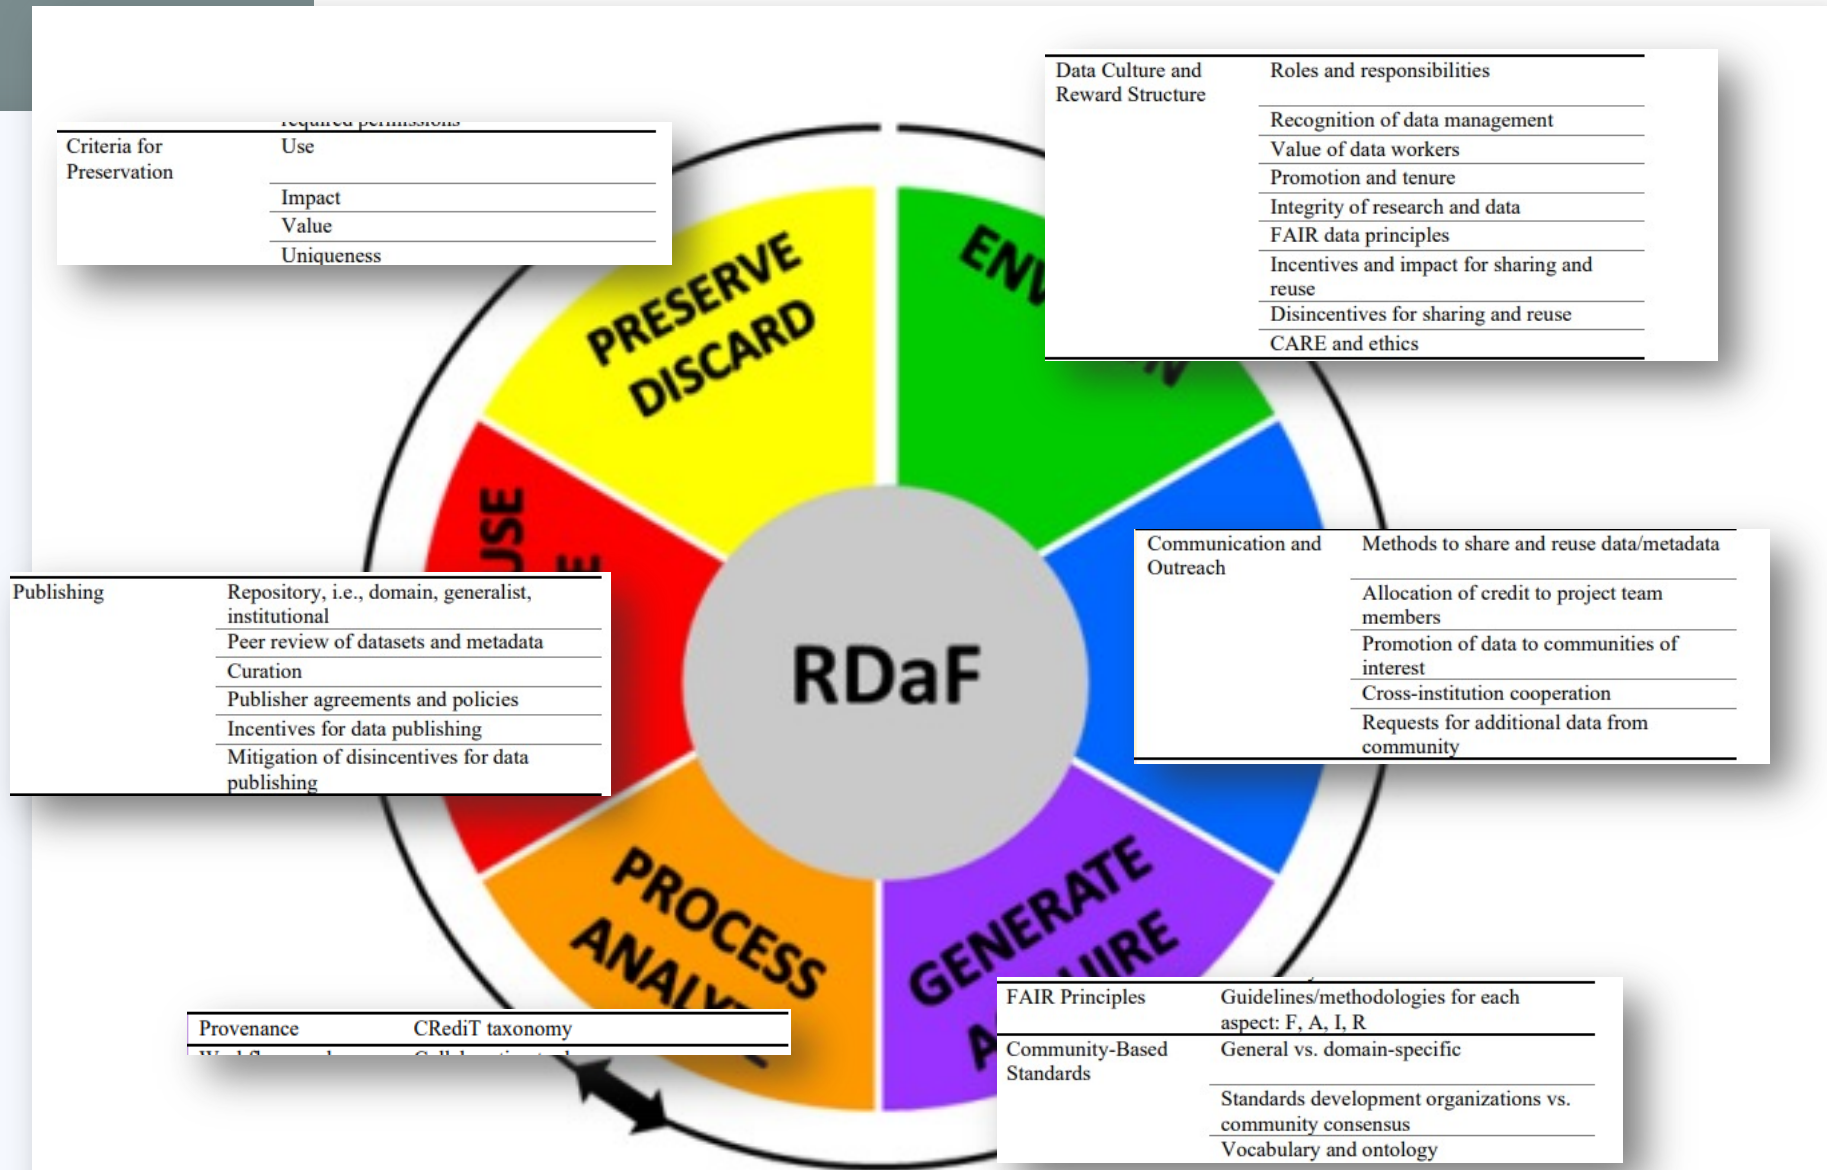 required permissions
Criteria for Preservation
Use
Impact
Value
Uniqueness
Data Culture and Reward Structure
Roles and responsibilities
Recognition of data management
Value of data workers
Promotion and tenure
Integrity of research and data
FAIR data principles
Incentives and impact for sharing and
reuse
Disincentives for sharing and reuse
CARE and ethics
PRESERVE
DISCARD
Communication and Outreach
Methods to share and reuse data/metadata
Allocation of credit to project team
members
Promotion of data to communities of
interest
Cross-institution cooperation
Requests for additional data from
community
Publishing
Repository, i.e., domain, generalist,
institutional
Peer review of datasets and metadata
Curation
Publisher agreements and policies
Incentives for data publishing
Mitigation of disincentives for data
publishing
RDaF
PROCESS
GENERATE
Provenance
CRediT taxonomy
FAIR Principles
Guidelines/methodologies for each
aspect: F, A, I, R
Community-Based Standards
General vs. domain-specific
Standards development organizations vs.
community consensus
Vocabulary and ontology